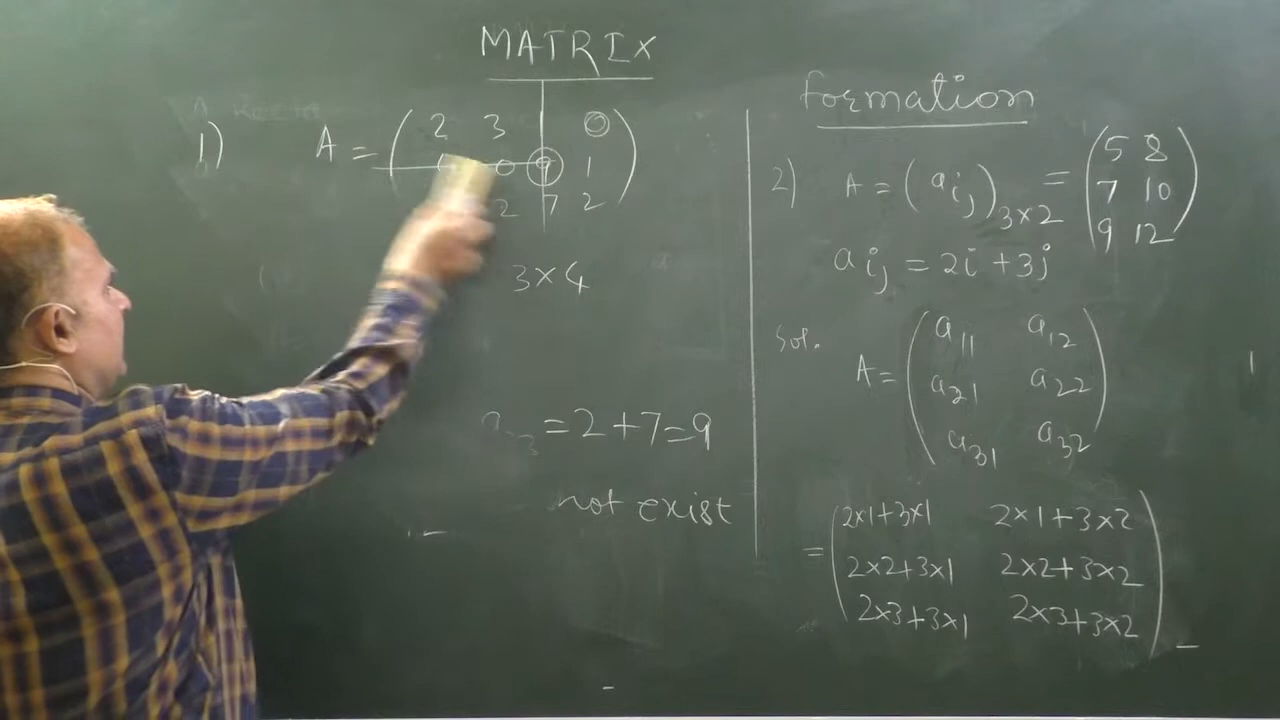 MATRIX
1) A = ( 2 3 0 )
0 7 1
2 7 2
3×4
= 2 + 7 = 9
not exist
formation
2) A = (aij)3×2 = ( 5 8
7 10
9 12 )
aij = 2i + 3j
Sol.
A = ( a11 a12
a21 a22
a31 a32 )
= ( 2×1+3×1 2×1+3×2
2×2+3×1 2×2+3×2
2×3+3×1 2×3+3×2 )